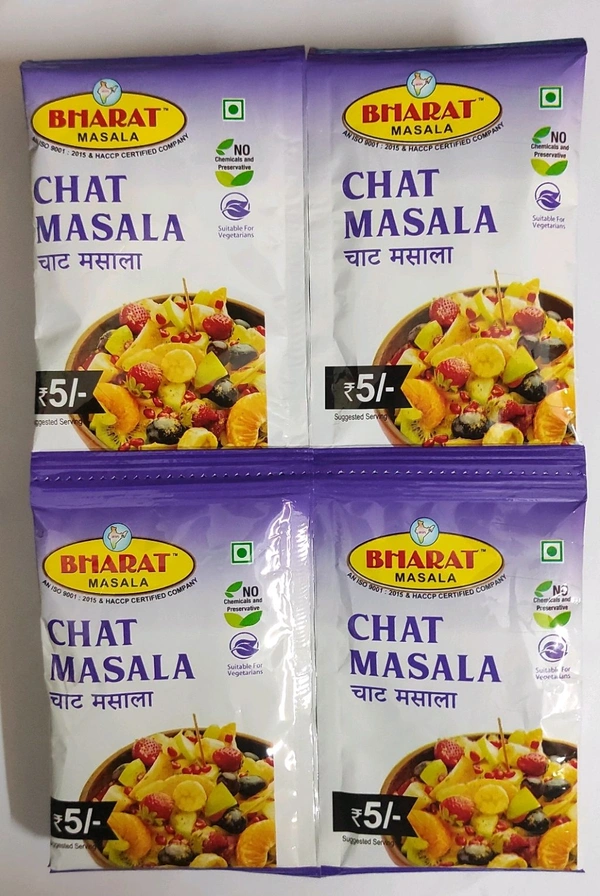 BHARAT™
MASALA
AN ISO 9001 : 2015 & HACCP CERTIFIED COMPANY
NO
Chemicals and
Preservative
CHAT
MASALA
चाट मसाला
Suitable For
Vegetarians
₹5/-
Suggested Serving
BHARAT™
MASALA
AN ISO 9001 : 2015 & HACCP CERTIFIED COMPANY
NO
Chemicals and
Preservative
CHAT
MASALA
चाट मसाला
Suitable For
Vegetarians
₹5/-
Suggested Serving
BHARAT™
MASALA
AN ISO 9001 : 2015 & HACCP CERTIFIED COMPANY
NO
Chemicals and
Preservative
CHAT
MASALA
चाट मसाला
Suitable For
Vegetarians
₹5/-
Suggested Serving
BHARAT™
MASALA
AN ISO 9001 : 2015 & HACCP CERTIFIED COMPANY
NO
Chemicals and
Preservative
CHAT
MASALA
चाट मसाला
Suitable For
Vegetarians
₹5/-
Suggested Serving